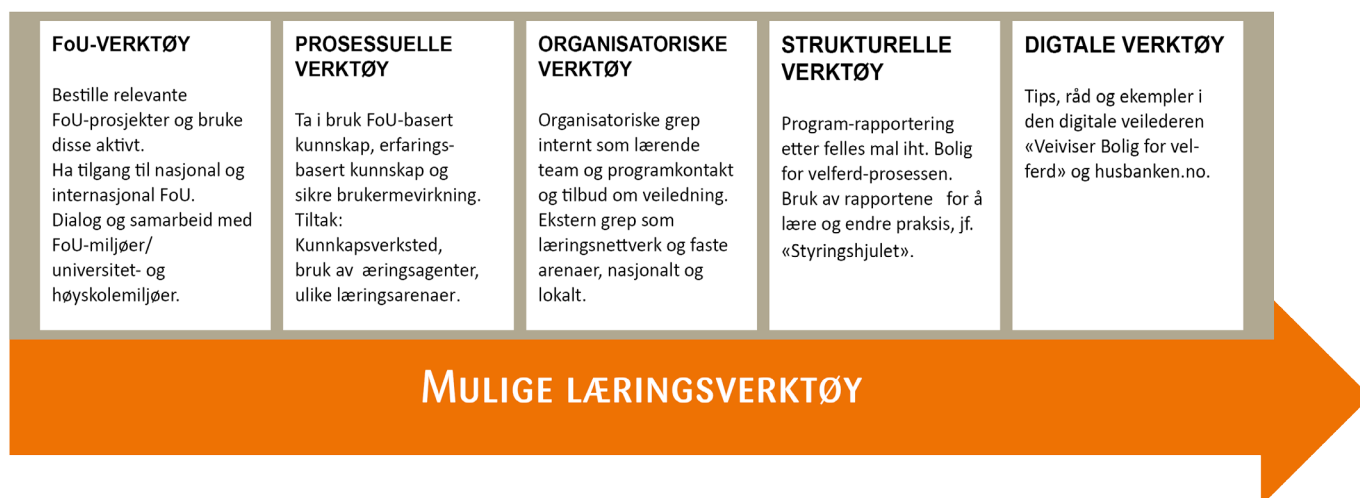 FoU-VERKTØY
Bestille relevante
FoU-prosjekter og bruke
disse aktivt.
Ha tilgang til nasjonal og
internasjonal FoU.
Dialog og samarbeid med
FoU-miljøer/
universitet- og
høyskolemiljøer.
PROSESSUELLE
VERKTØY
Ta i bruk FoU-basert
kunnskap, erfarings-
basert kunnskap og
sikre brukermevirkning.
Tiltak:
Kunnkapsverksted,
bruk av  æringsagenter,
ulike læringsarenaer.
ORGANISATORISKE
VERKTØY
Organisatoriske grep
internt som lærende
team og programkontakt
og tilbud om veiledning.
Ekstern grep som
læringsnettverk og faste
arenaer, nasjonalt og
lokalt.
STRUKTURELLE
VERKTØY
Program-rapportering
etter felles mal iht. Bolig
for velferd-prosessen.
Bruk av rapportene  for å
lære og endre praksis, jf.
«Styringshjulet».
DIGTALE VERKTØY
Tips, råd og ekempler i
den digitale veilederen
«Veiviser Bolig for vel-
ferd» og husbanken.no.
MULIGE LÆRINGSVERKTØY